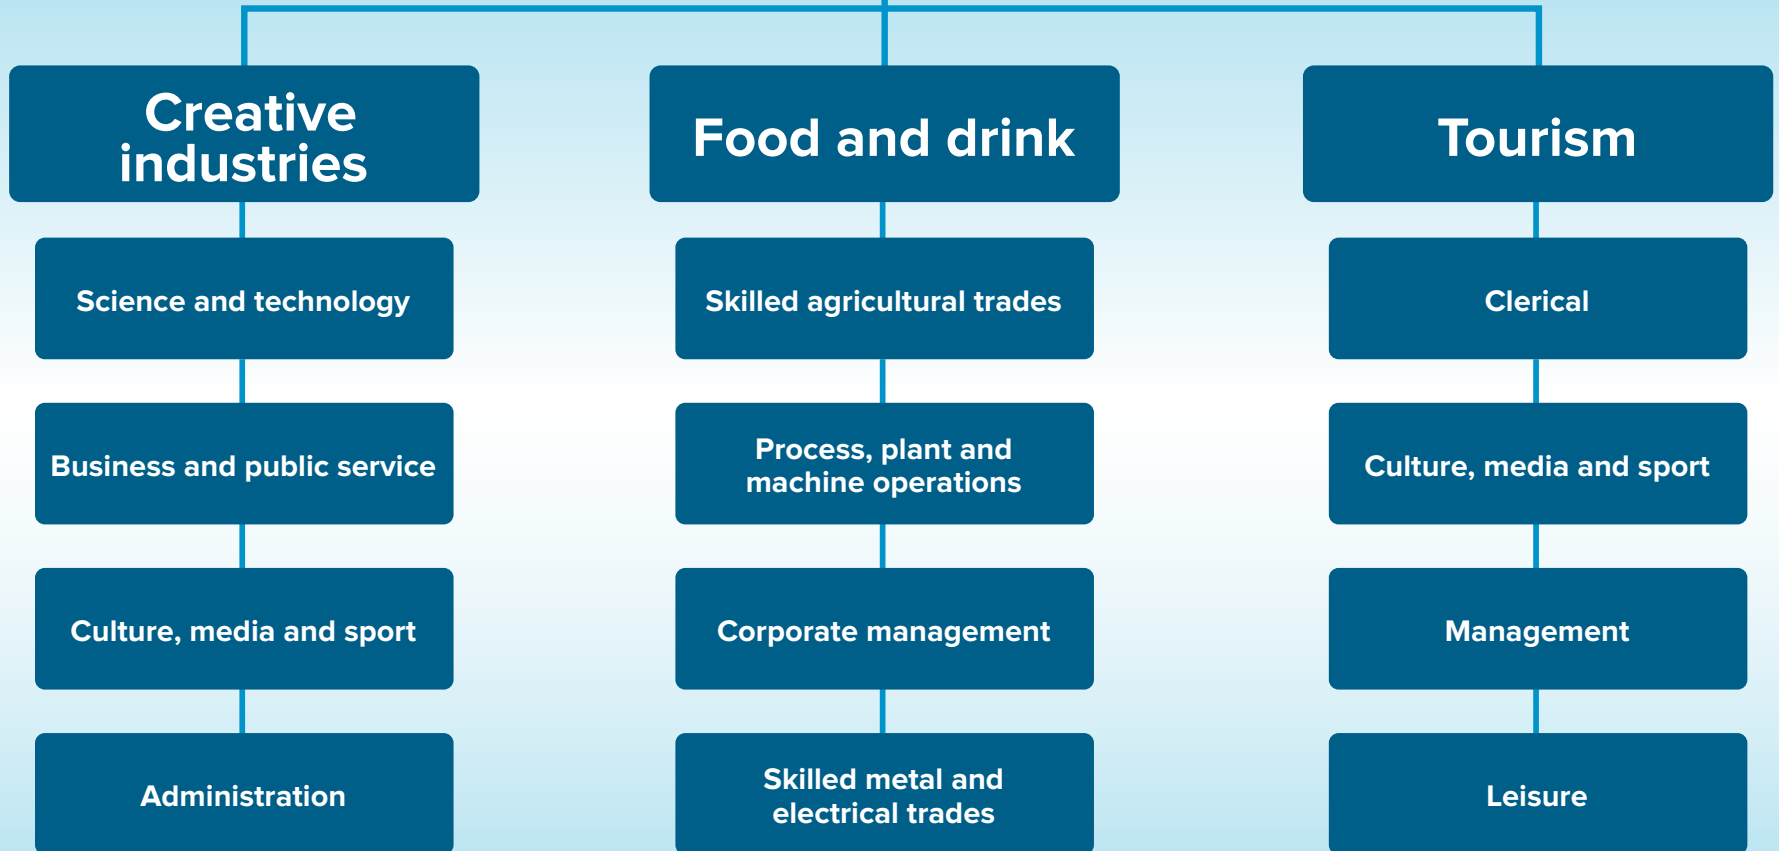 Creative
industries
Science and technology
Business and public service
Culture, media and sport
Administration
Food and drink
Skilled agricultural trades
Process, plant and
machine operations
Corporate management
Skilled metal and
electrical trades
Tourism
Clerical
Culture, media and sport
Management
Leisure